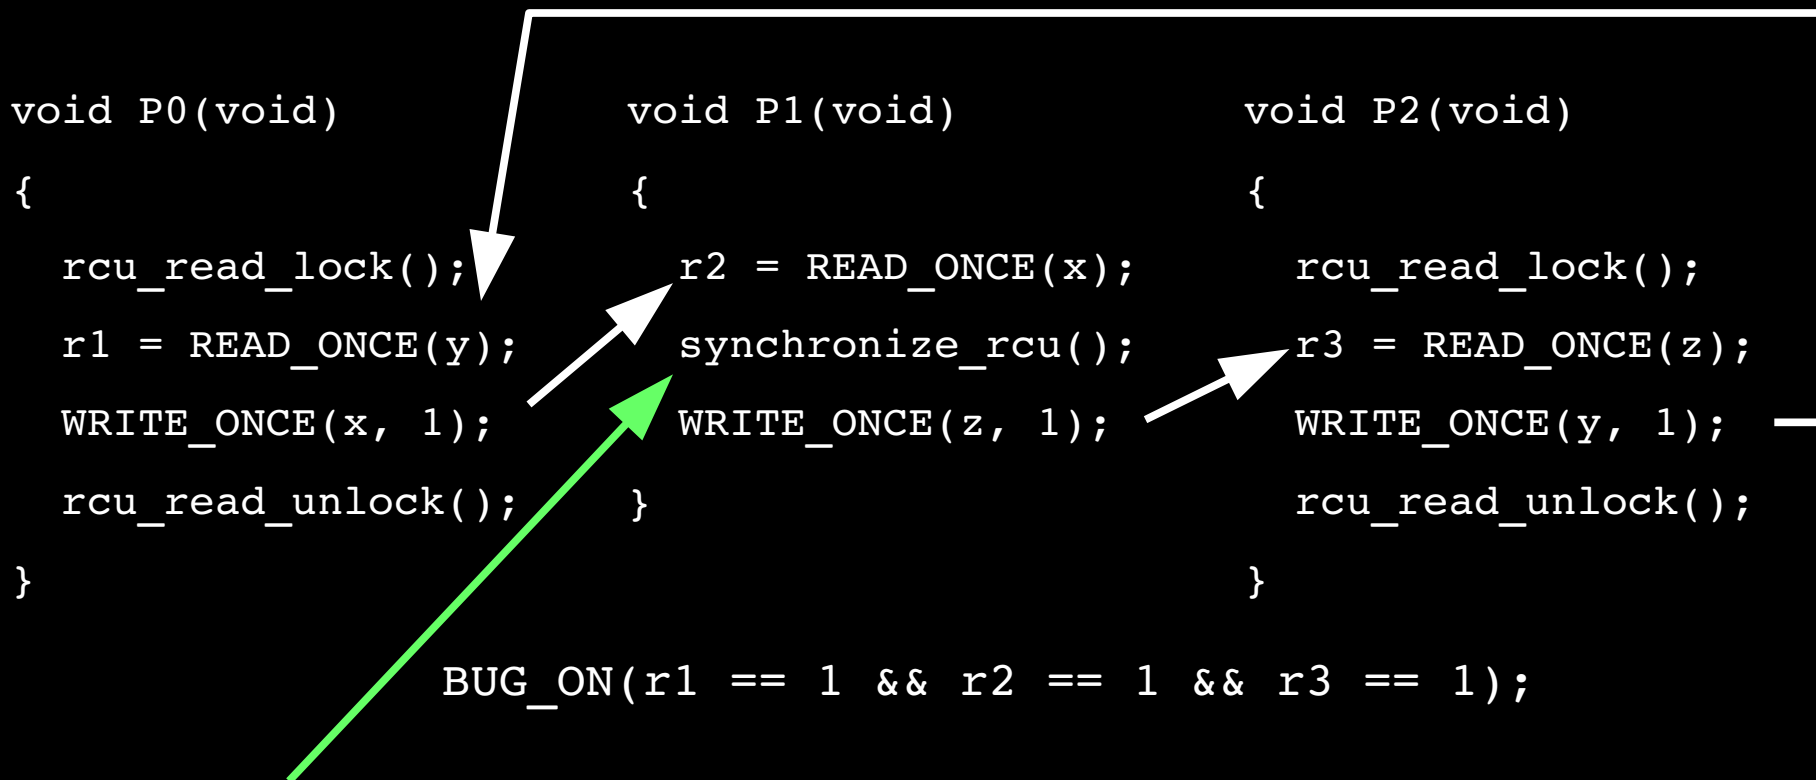 void P0(void)
{
rcu_read_lock();
r1 = READ_ONCE(y);
WRITE_ONCE(x, 1);
rcu_read_unlock();
}
void P1(void)
{
r2 = READ_ONCE(x);
synchronize_rcu();
WRITE_ONCE(z, 1);
}
void P2(void)
{
rcu_read_lock();
r3 = READ_ONCE(z);
WRITE_ONCE(y, 1);
rcu_read_unlock();
}
BUG_ON(r1 == 1 && r2 == 1 && r3 == 1);